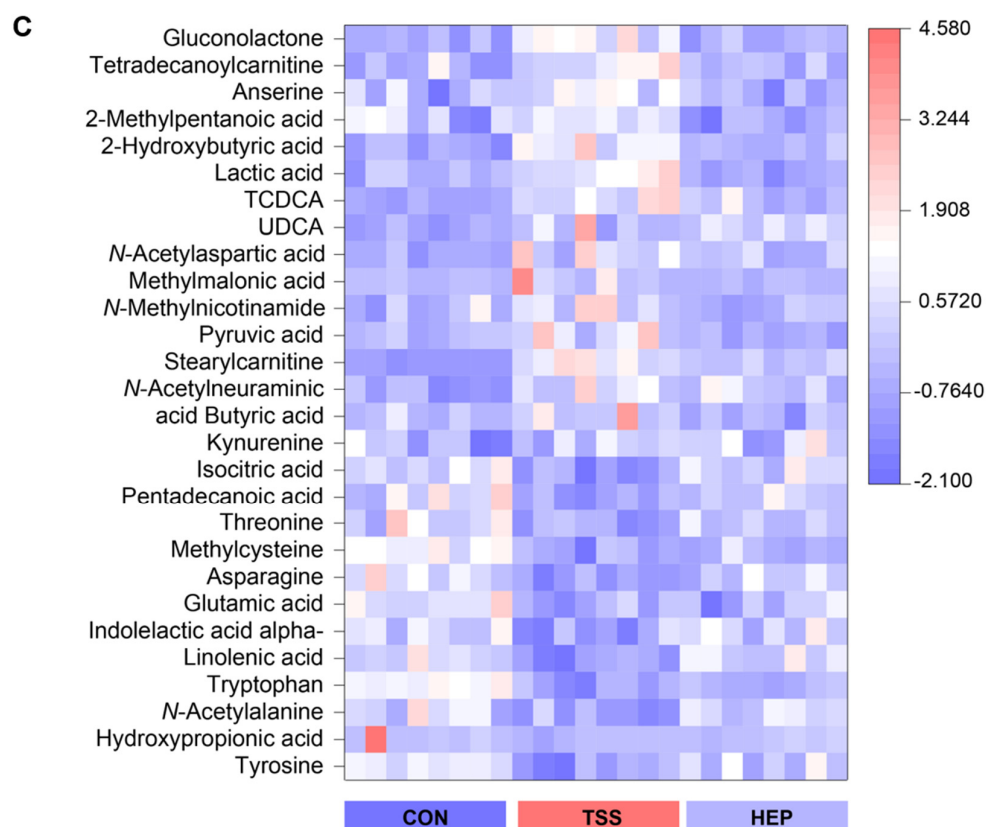 C
Gluconolactone
Tetradecanoylcarnitine
Anserine
2-Methylpentanoic acid
2-Hydroxybutyric acid
Lactic acid
TCDCA
UDCA
N-Acetylaspartic acid
Methylmalonic acid
N-Methylnicotinamide
Pyruvic acid
Stearylcarnitine
N-Acetylneuraminic
acid Butyric acid
Kynurenine
Isocitric acid
Pentadecanoic acid
Threonine
Methylcysteine
Asparagine
Glutamic acid
Indolelactic acid alpha-
Linolenic acid
Tryptophan
N-Acetylalanine
Hydroxypropionic acid
Tyrosine
CON TSS HEP
4.580
3.244
1.908
0.5720
-0.7640
-2.100